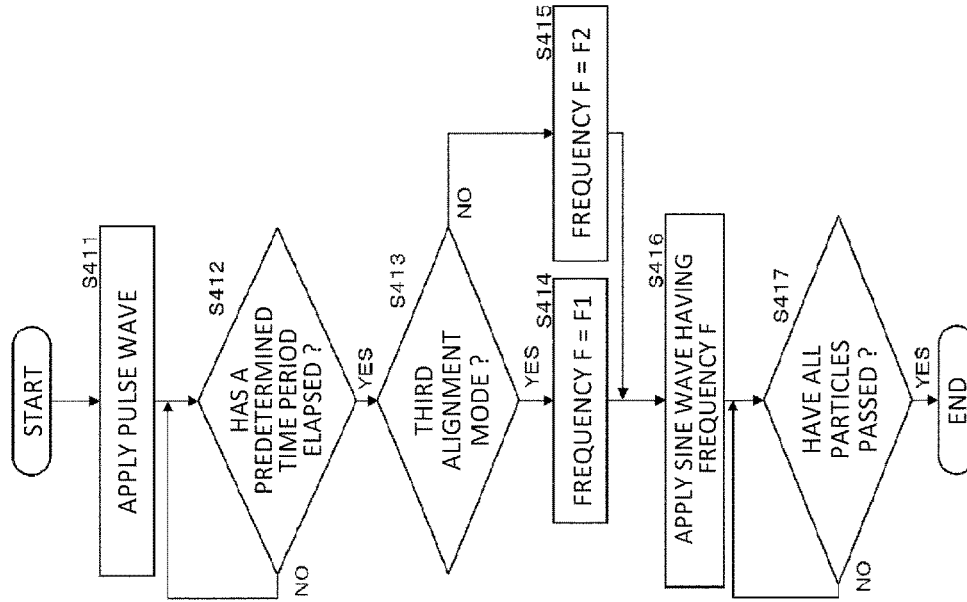 START
S411
APPLY PULSE WAVE
S412
HAS A
PREDETERMINED
TIME PERIOD
ELAPSED ?
NO
YES
S413
THIRD
ALIGNMENT
MODE ?
NO
YES
S414
FREQUENCY F = F1
S415
FREQUENCY F = F2
S416
APPLY SINE WAVE HAVING
FREQUENCY F
S417
HAVE ALL
PARTICLES
PASSED ?
NO
YES
END